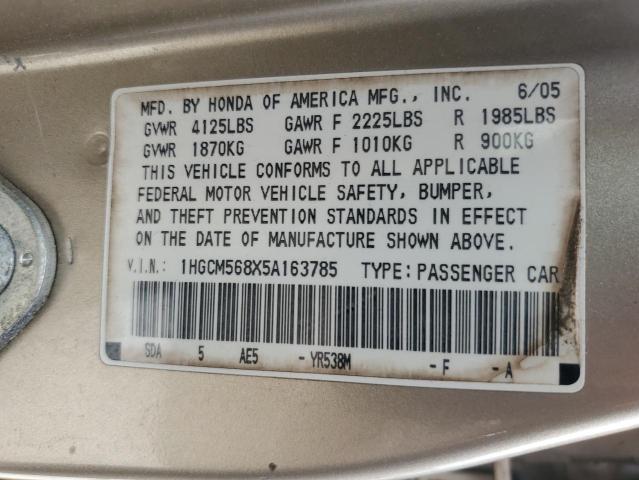 MFD. BY HONDA OF AMERICA MFG., INC. 6/05
GVWR 4125LBS GAWR F 2225LBS R 1985LBS
GVWR 1870KG GAWR F 1010KG R 900KG
THIS VEHICLE CONFORMS TO ALL APPLICABLE
FEDERAL MOTOR VEHICLE SAFETY, BUMPER,
AND THEFT PREVENTION STANDARDS IN EFFECT
ON THE DATE OF MANUFACTURE SHOWN ABOVE.
V.I.N.: 1HGCM568X5A163785 TYPE: PASSENGER CAR
SDA 5 AE5 - YR538M - F - A